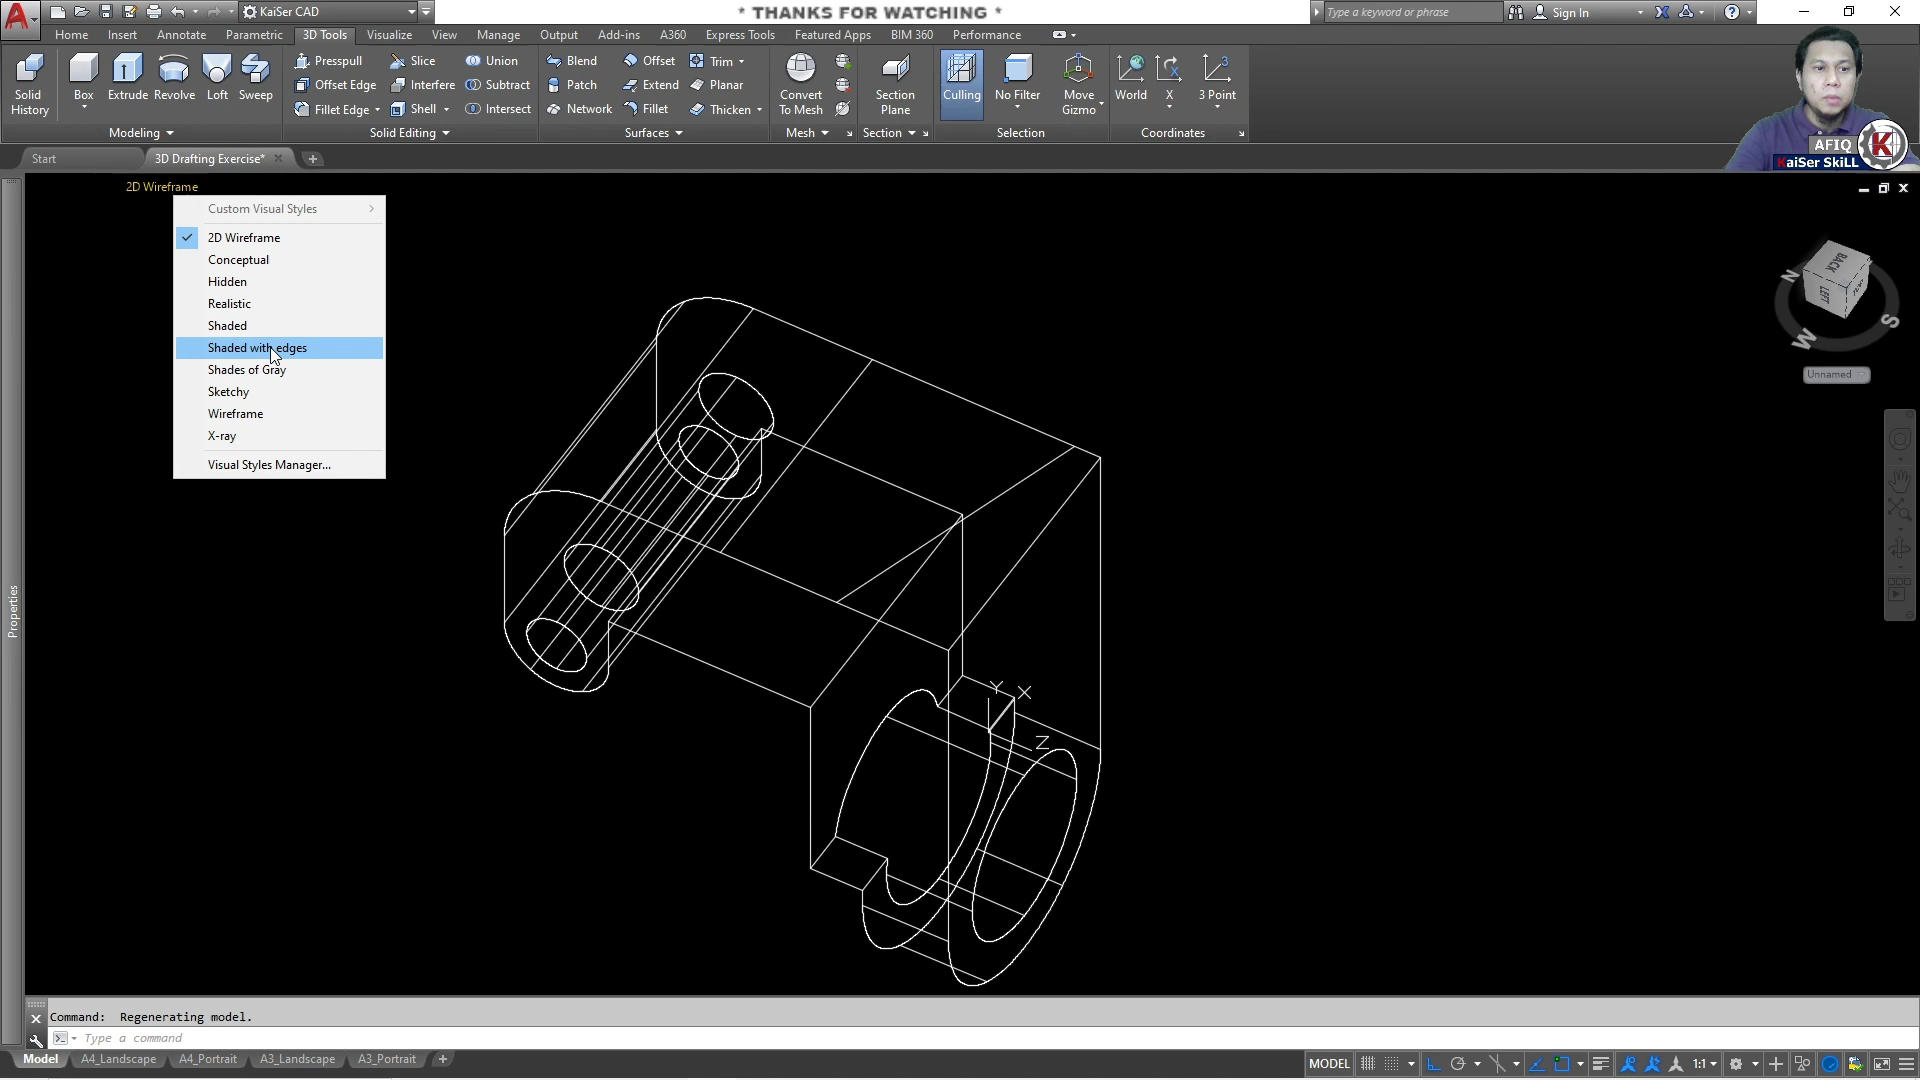 KaiSer CAD
* THANKS FOR WATCHING *
Type a keyword or phrase
Sign In
Home Insert Annotate Parametric 3D Tools Visualize View Manage Output Add-ins A360 Express Tools Featured Apps BIM 360 Performance
Solid History
Box
Extrude
Revolve
Loft
Sweep
Modeling
Presspull
Offset Edge
Fillet Edge
Slice
Interfere
Shell
Union
Subtract
Intersect
Solid Editing
Blend
Patch
Network
Offset
Extend
Fillet
Trim
Planar
Thicken
Surfaces
Convert To Mesh
Mesh
Section Plane
Section
Culling
No Filter
Move Gizmo
Selection
World
X
3 Point
Coordinates
AFIQ
KaiSer SkiLL
K
Start
3D Drafting Exercise*
2D Wireframe
Custom Visual Styles
2D Wireframe
Conceptual
Hidden
Realistic
Shaded
Shaded with edges
Shades of Gray
Sketchy
Wireframe
X-ray
Visual Styles Manager...
BACK
LEFT
N
S
W
Unnamed
Properties
Y
X
Z
Command: Regenerating model.
Type a command
Model A4_Landscape A4_Portrait A3_Landscape A3_Portrait
MODEL
1:1